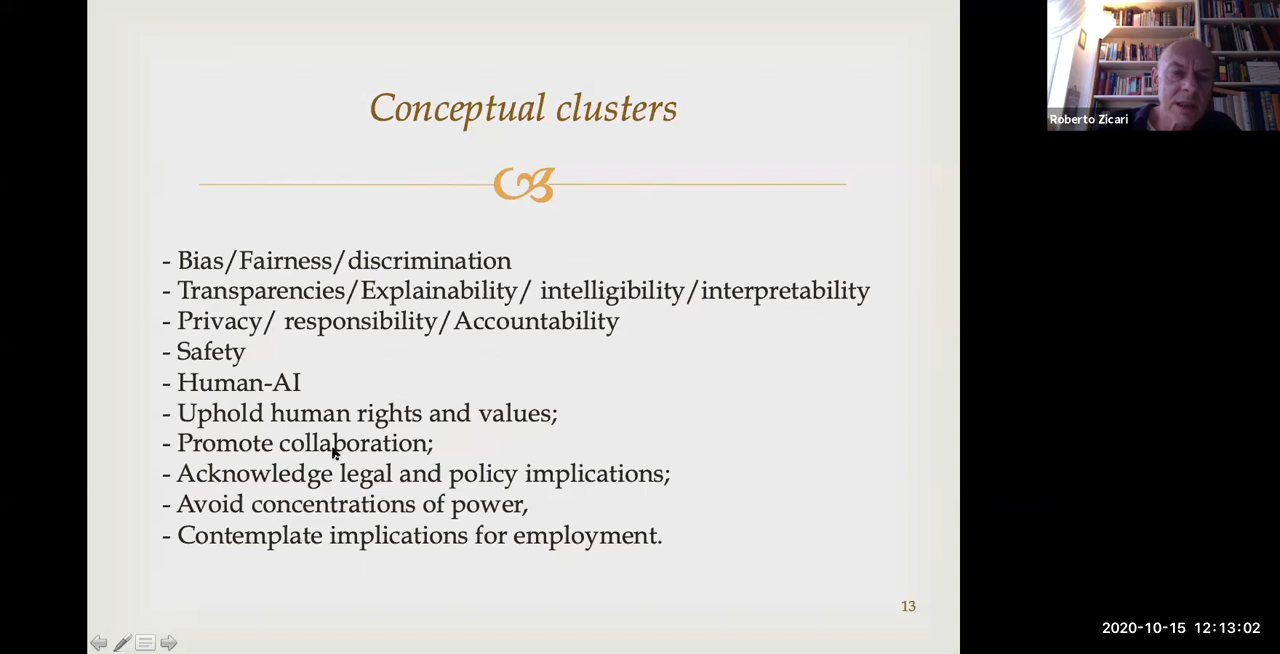 Conceptual clusters
- Bias/Fairness/discrimination
- Transparencies/Explainability/ intelligibility/interpretability
- Privacy/ responsibility/Accountability
- Safety
- Human-AI
- Uphold human rights and values;
- Promote collaboration;
- Acknowledge legal and policy implications;
- Avoid concentrations of power,
- Contemplate implications for employment.
13
Roberto Zicari
2020-10-15 12:13:02